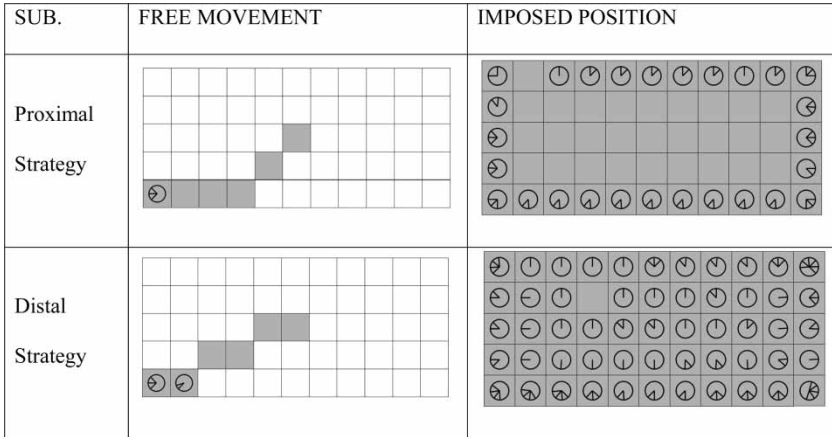 SUB.
FREE MOVEMENT
IMPOSED POSITION
Proximal
Strategy
Distal
Strategy